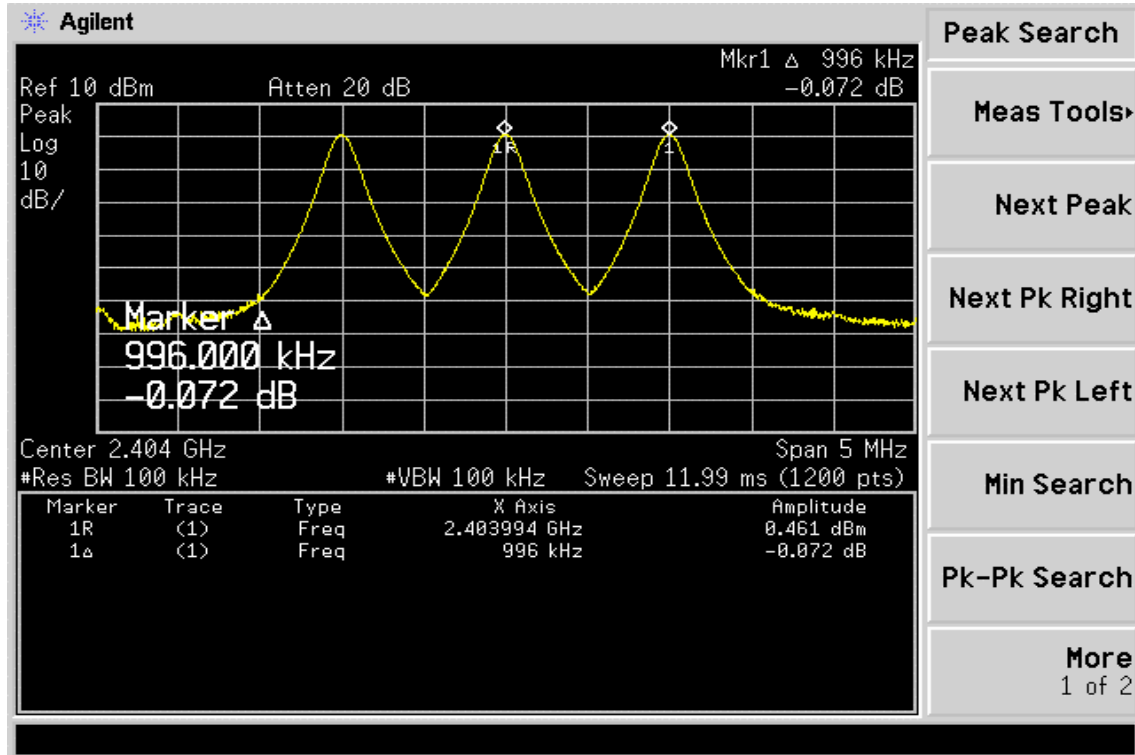 Agilent
Peak Search
Mkr1 Δ 996 kHz
Ref 10 dBm Atten 20 dB -0.072 dB
Peak
Log
10
dB/
1R
1
Marker Δ
996.000 kHz
-0.072 dB
Center 2.404 GHz Span 5 MHz
#Res BW 100 kHz #VBW 100 kHz Sweep 11.99 ms (1200 pts)
Marker Trace Type X Axis Amplitude
1R (1) Freq 2.403994 GHz 0.461 dBm
1Δ (1) Freq 996 kHz -0.072 dB
Meas Tools▸
Next Peak
Next Pk Right
Next Pk Left
Min Search
Pk-Pk Search
More
1 of 2